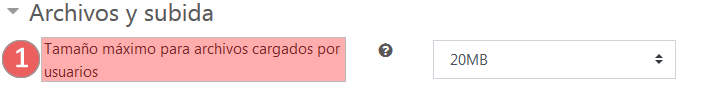 Archivos y subida
1
Tamaño máximo para archivos cargados por
usuarios
?
20MB